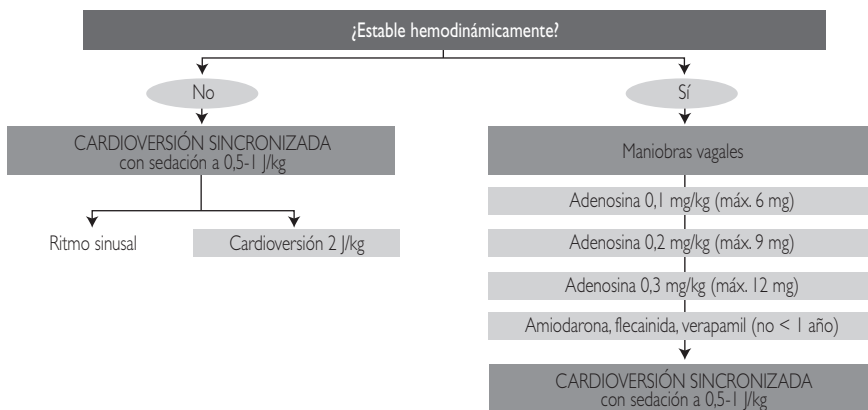 ¿Estable hemodinámicamente?
No
Sí
CARDIOVERSIÓN SINCRONIZADA
con sedación a 0,5-1 J/kg
Ritmo sinusal
Cardioversión 2 J/kg
Maniobras vagales
Adenosina 0,1 mg/kg (máx. 6 mg)
Adenosina 0,2 mg/kg (máx. 9 mg)
Adenosina 0,3 mg/kg (máx. 12 mg)
Amiodarona, flecainida, verapamil (no < 1 año)
CARDIOVERSIÓN SINCRONIZADA
con sedación a 0,5-1 J/kg